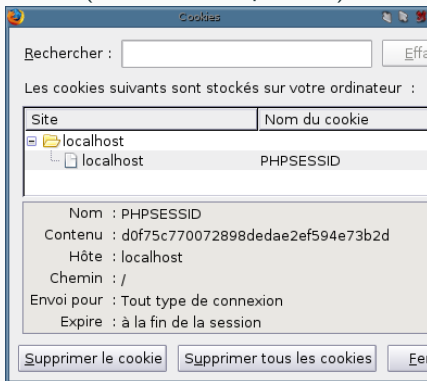 Cookies
Rechercher :
Les cookies suivants sont stockés sur votre ordinateur :
Site Nom du cookie
localhost
localhost PHPSESSID
Nom : PHPSESSID
Contenu : d0f75c770072898dedae2ef594e73b2d
Hôte : localhost
Chemin : /
Envoi pour : Tout type de connexion
Expire : à la fin de la session
Supprimer le cookie Supprimer tous les cookies